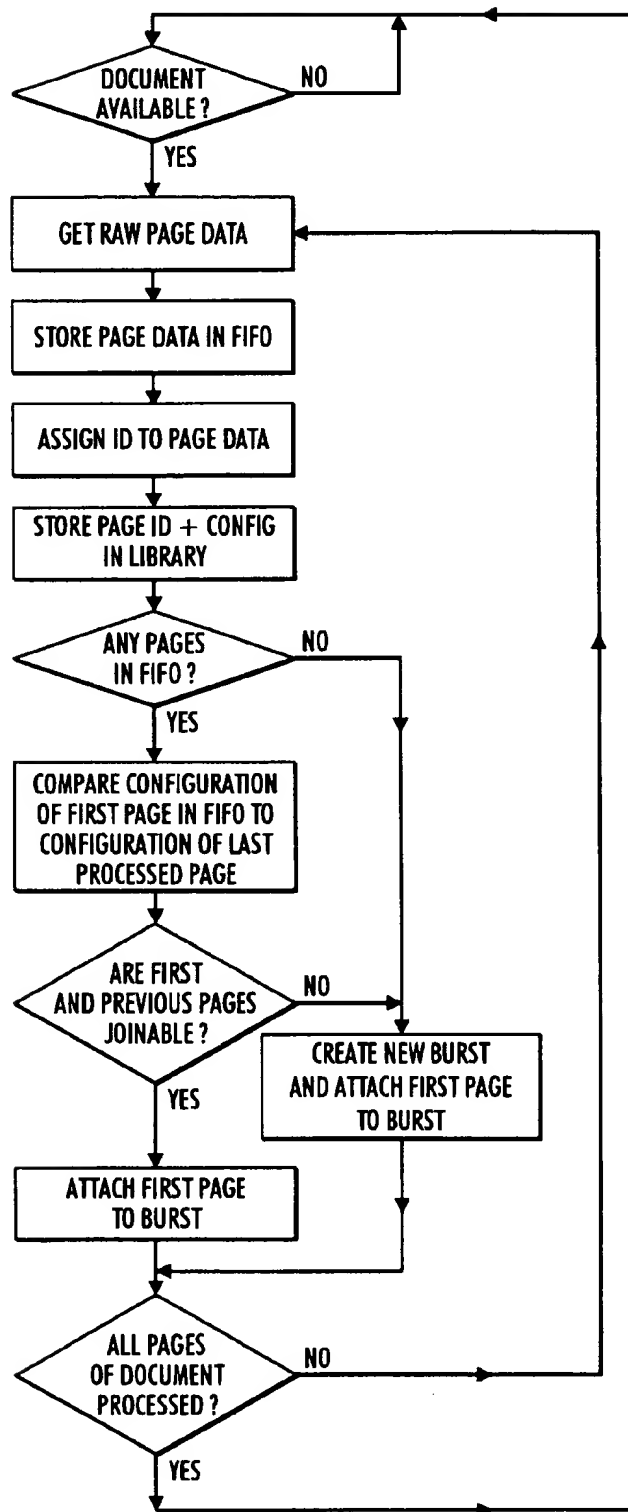 DOCUMENT
AVAILABLE ?
NO
YES
GET RAW PAGE DATA
STORE PAGE DATA IN FIFO
ASSIGN ID TO PAGE DATA
STORE PAGE ID + CONFIG
IN LIBRARY
ANY PAGES
IN FIFO ?
NO
YES
COMPARE CONFIGURATION
OF FIRST PAGE IN FIFO TO
CONFIGURATION OF LAST
PROCESSED PAGE
ARE FIRST
AND PREVIOUS PAGES
JOINABLE ?
NO
YES
CREATE NEW BURST
AND ATTACH FIRST PAGE
TO BURST
ATTACH FIRST PAGE
TO BURST
ALL PAGES
OF DOCUMENT
PROCESSED ?
NO
YES